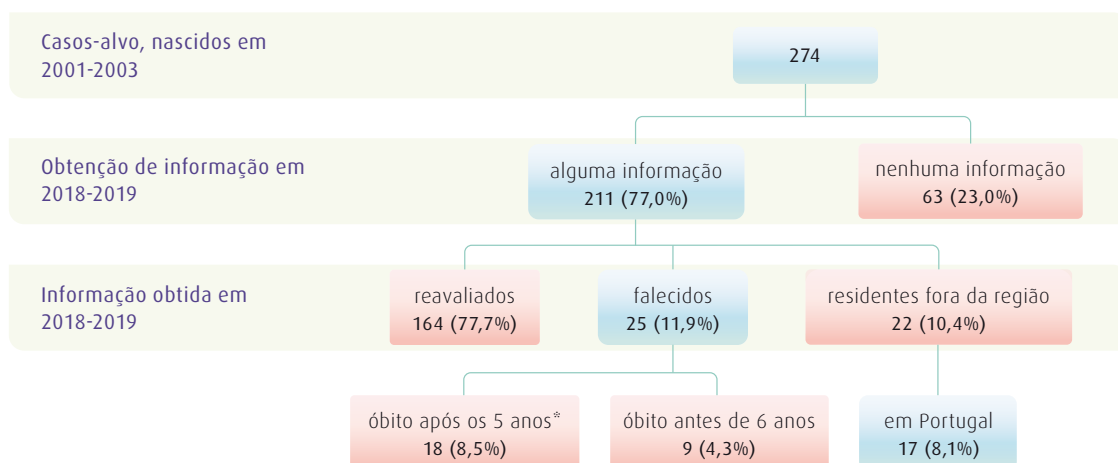 Casos-alvo, nascidos em
2001-2003
274
Obtenção de informação em
2018-2019
alguma informação
211 (77,0%)
nenhuma informação
63 (23,0%)
Informação obtida em
2018-2019
reavaliados
164 (77,7%)
falecidos
25 (11,9%)
residentes fora da região
22 (10,4%)
óbito após os 5 anos*
18 (8,5%)
óbito antes de 6 anos
9 (4,3%)
em Portugal
17 (8,1%)